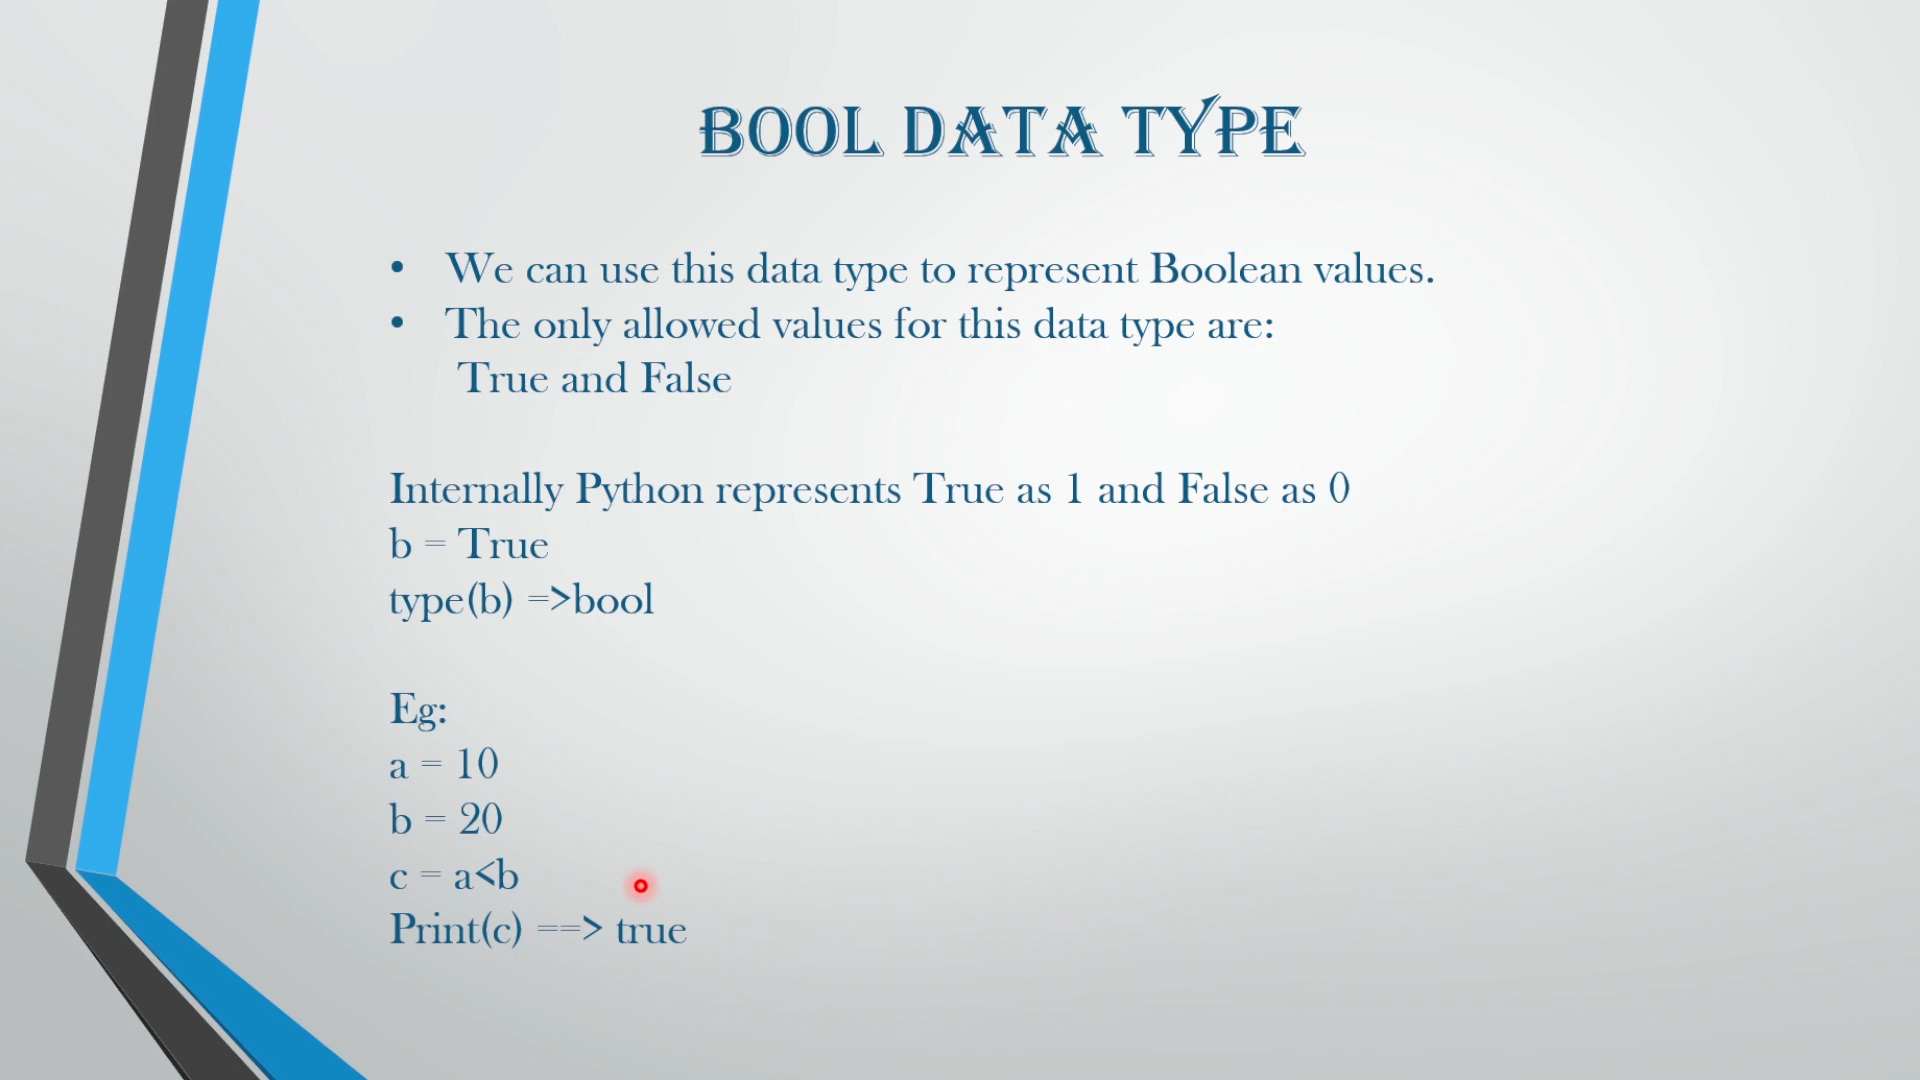 BOOL DATA TYPE
• We can use this data type to represent Boolean values.
• The only allowed values for this data type are:
True and False
Internally Python represents True as 1 and False as 0
b = True
type(b) =>bool
Eg:
a = 10
b = 20
c = a<b
Print(c) ==> true